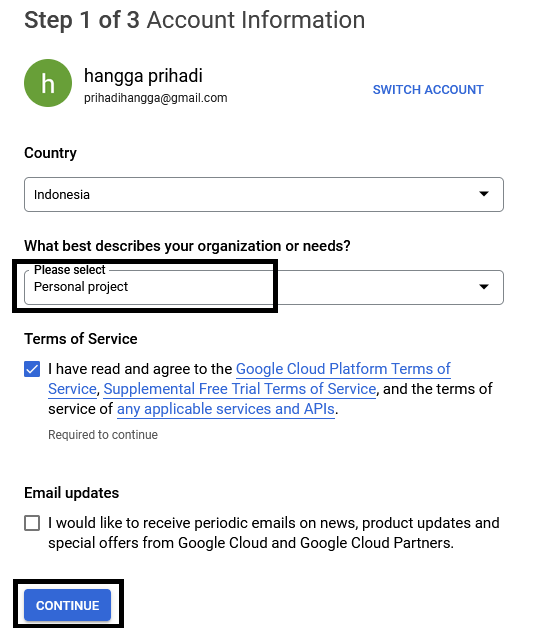 Step 1 of 3 Account Information
h
hangga prihadi
prihadihangga@gmail.com
SWITCH ACCOUNT
Country
Indonesia
What best describes your organization or needs?
Please select
Personal project
Terms of Service
I have read and agree to the Google Cloud Platform Terms of
Service, Supplemental Free Trial Terms of Service, and the terms of
service of any applicable services and APIs.
Required to continue
Email updates
I would like to receive periodic emails on news, product updates and
special offers from Google Cloud and Google Cloud Partners.
CONTINUE